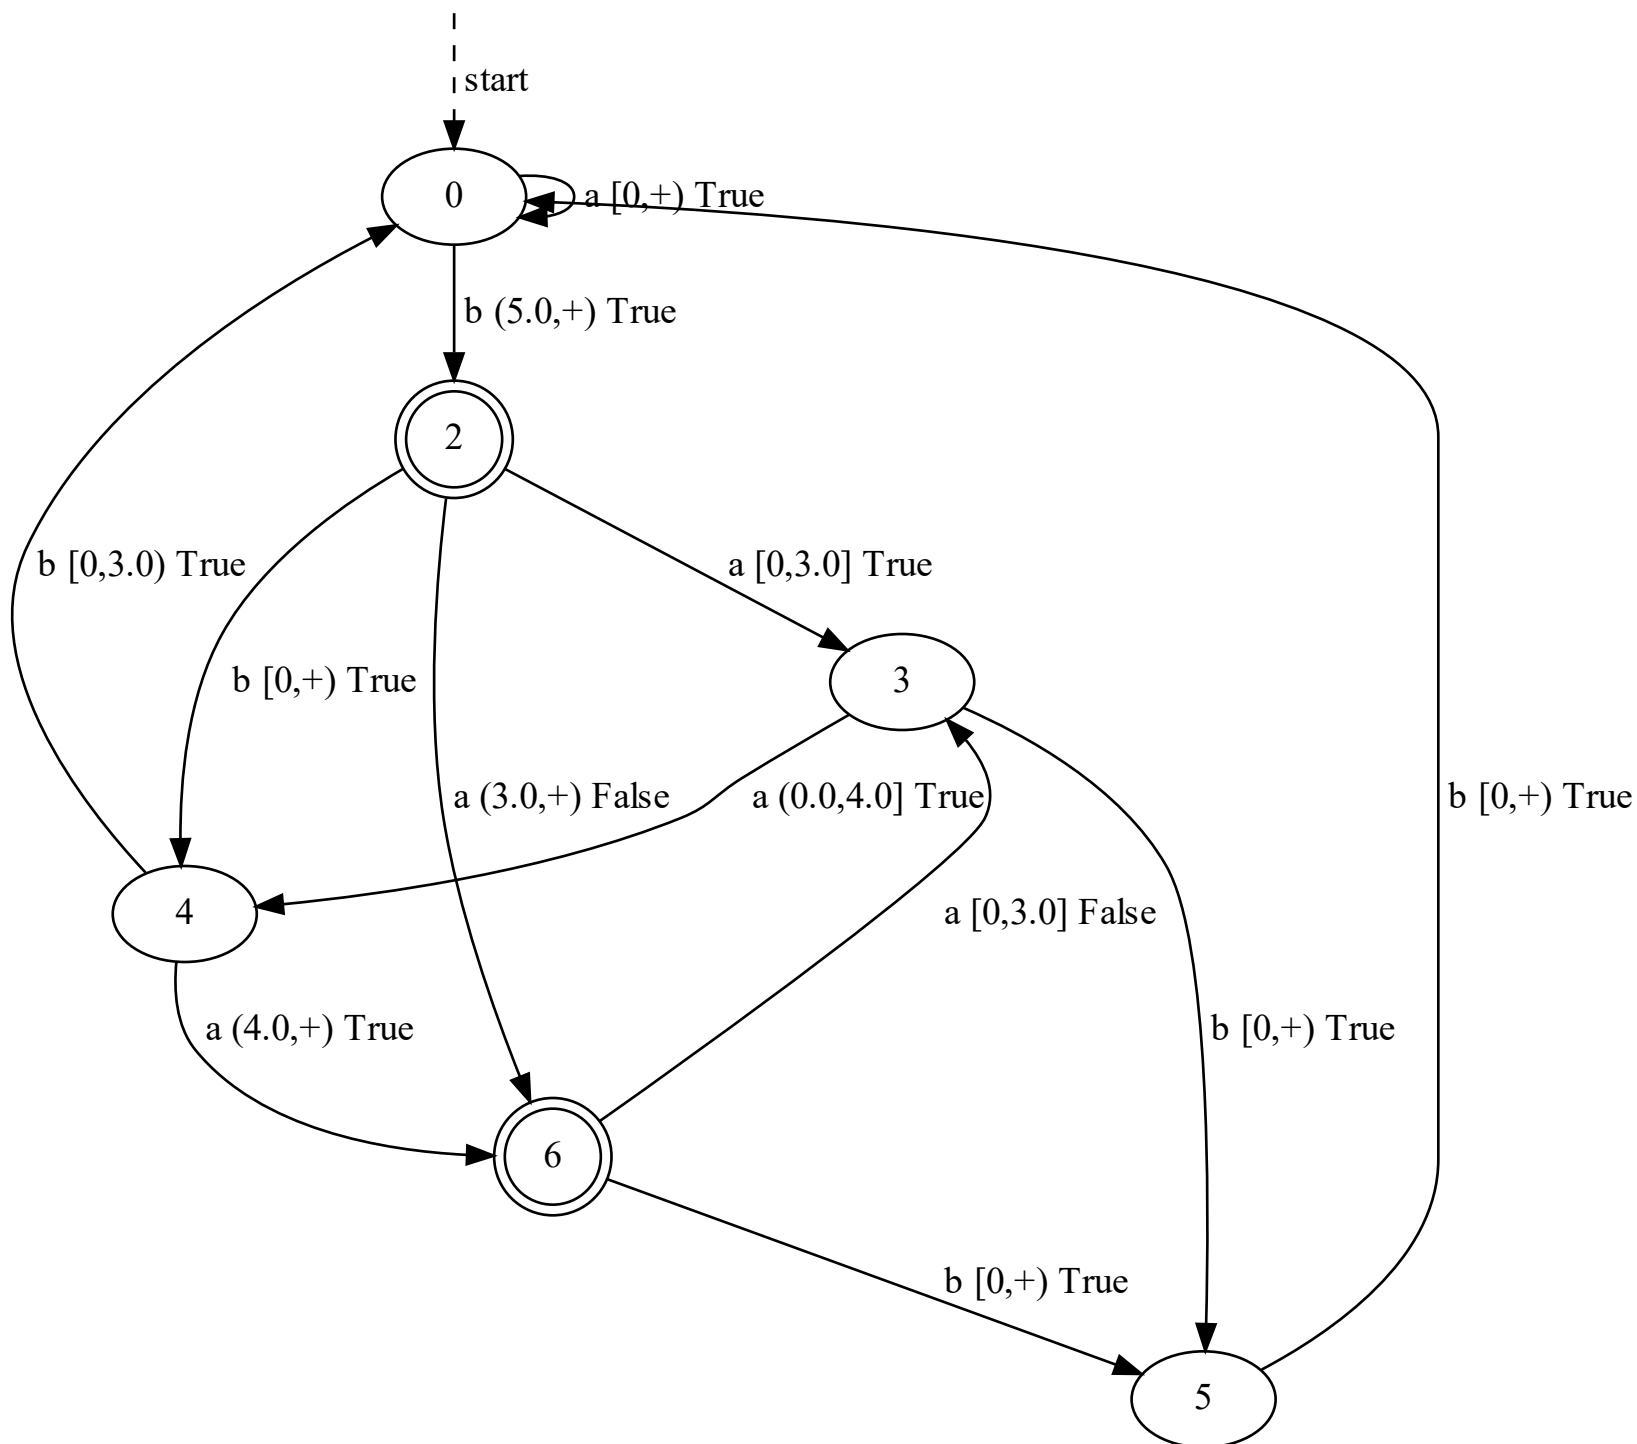 start
0
a [0,+) True
b (5.0,+) True
2
b [0,3.0) True
a [0,3.0] True
b [0,+) True
3
a (3.0,+) False
a (0.0,4.0] True
b [0,+) True
4
a [0,3.0] False
a (4.0,+) True
b [0,+) True
6
b [0,+) True
5